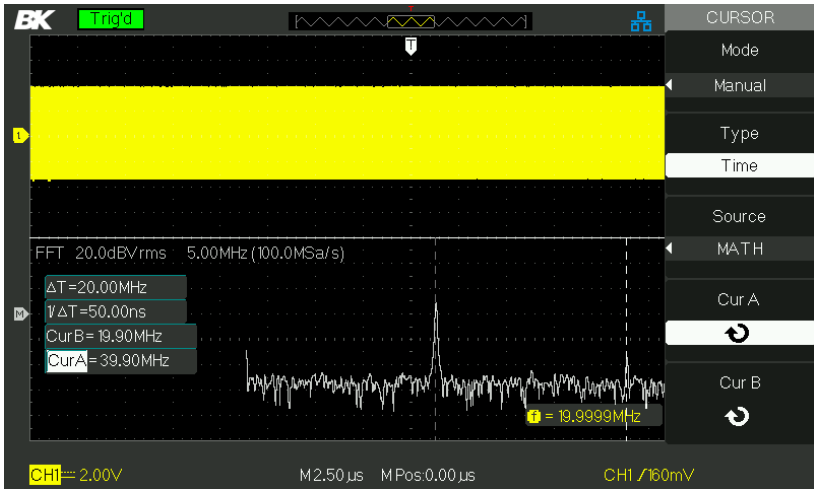 BK Trig'd CURSOR
T
Mode
Manual
1
Type
Time
Source
FFT 20.0dBVrms 5.00MHz (100.0MSa/s) MATH
ΔT=20.00MHz
M 1/ΔT=50.00ns
CurB=19.90MHz
CurA=39.90MHz
Cur A
Cur B
f = 19.9999MHz
CH1 2.00V M 2.50µs M Pos:0.00µs CH1 160mV